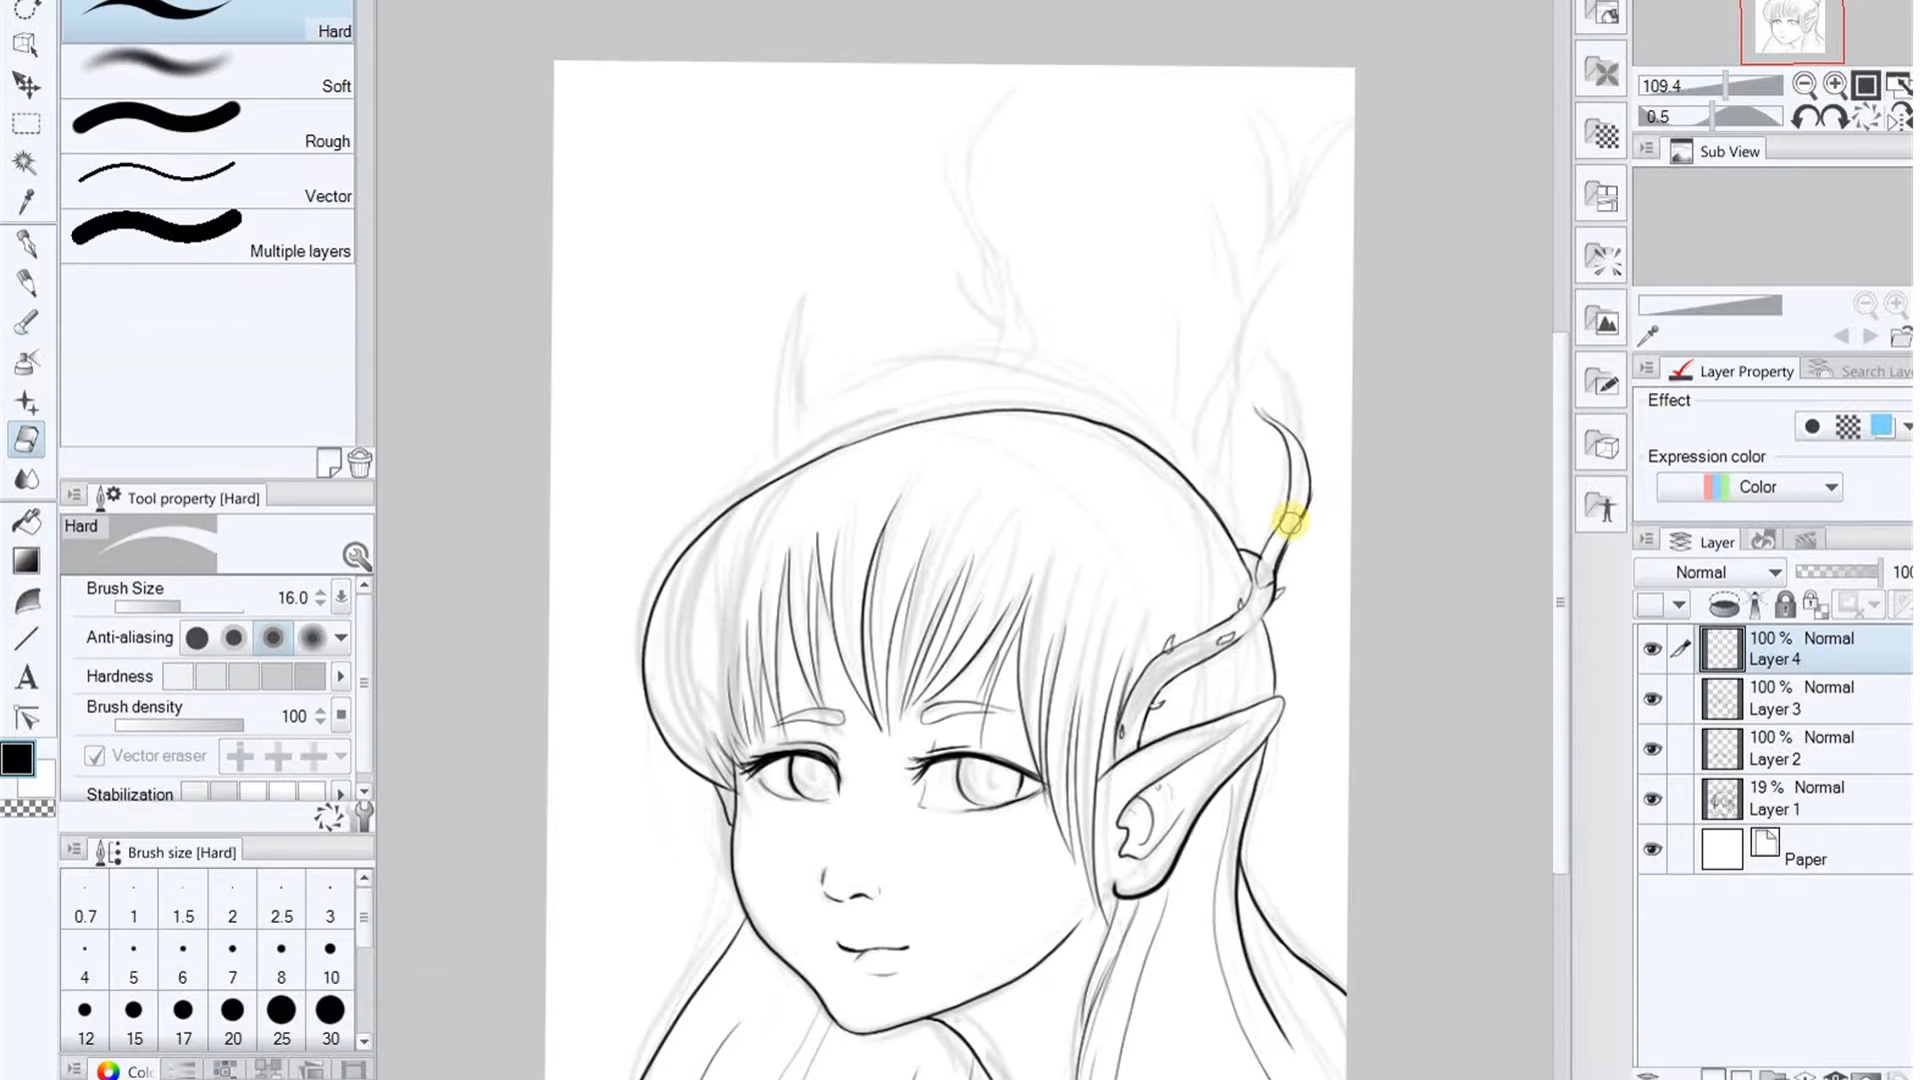 Hard
Soft
Rough
Vector
Multiple layers
Tool property [Hard]
Hard
Brush Size 16.0
Anti-aliasing
Hardness
Brush density 100
Vector eraser
Stabilization
Brush size [Hard]
0.7 1 1.5 2 2.5 3
4 5 6 7 8 10
12 15 17 20 25 30
109.4
0.5
Sub View
Layer Property
Effect
Expression color
Color
Layer
Normal
100 % Normal
Layer 4
100 % Normal
Layer 3
100 % Normal
Layer 2
19 % Normal
Layer 1
Paper
A